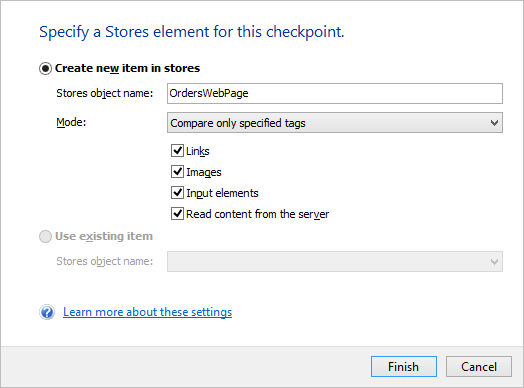 Specify a Stores element for this checkpoint.
Create new item in stores
Stores object name: OrdersWebPage
Mode: Compare only specified tags
Links
Images
Input elements
Read content from the server
Use existing item
Stores object name:
? Learn more about these settings
Finish Cancel